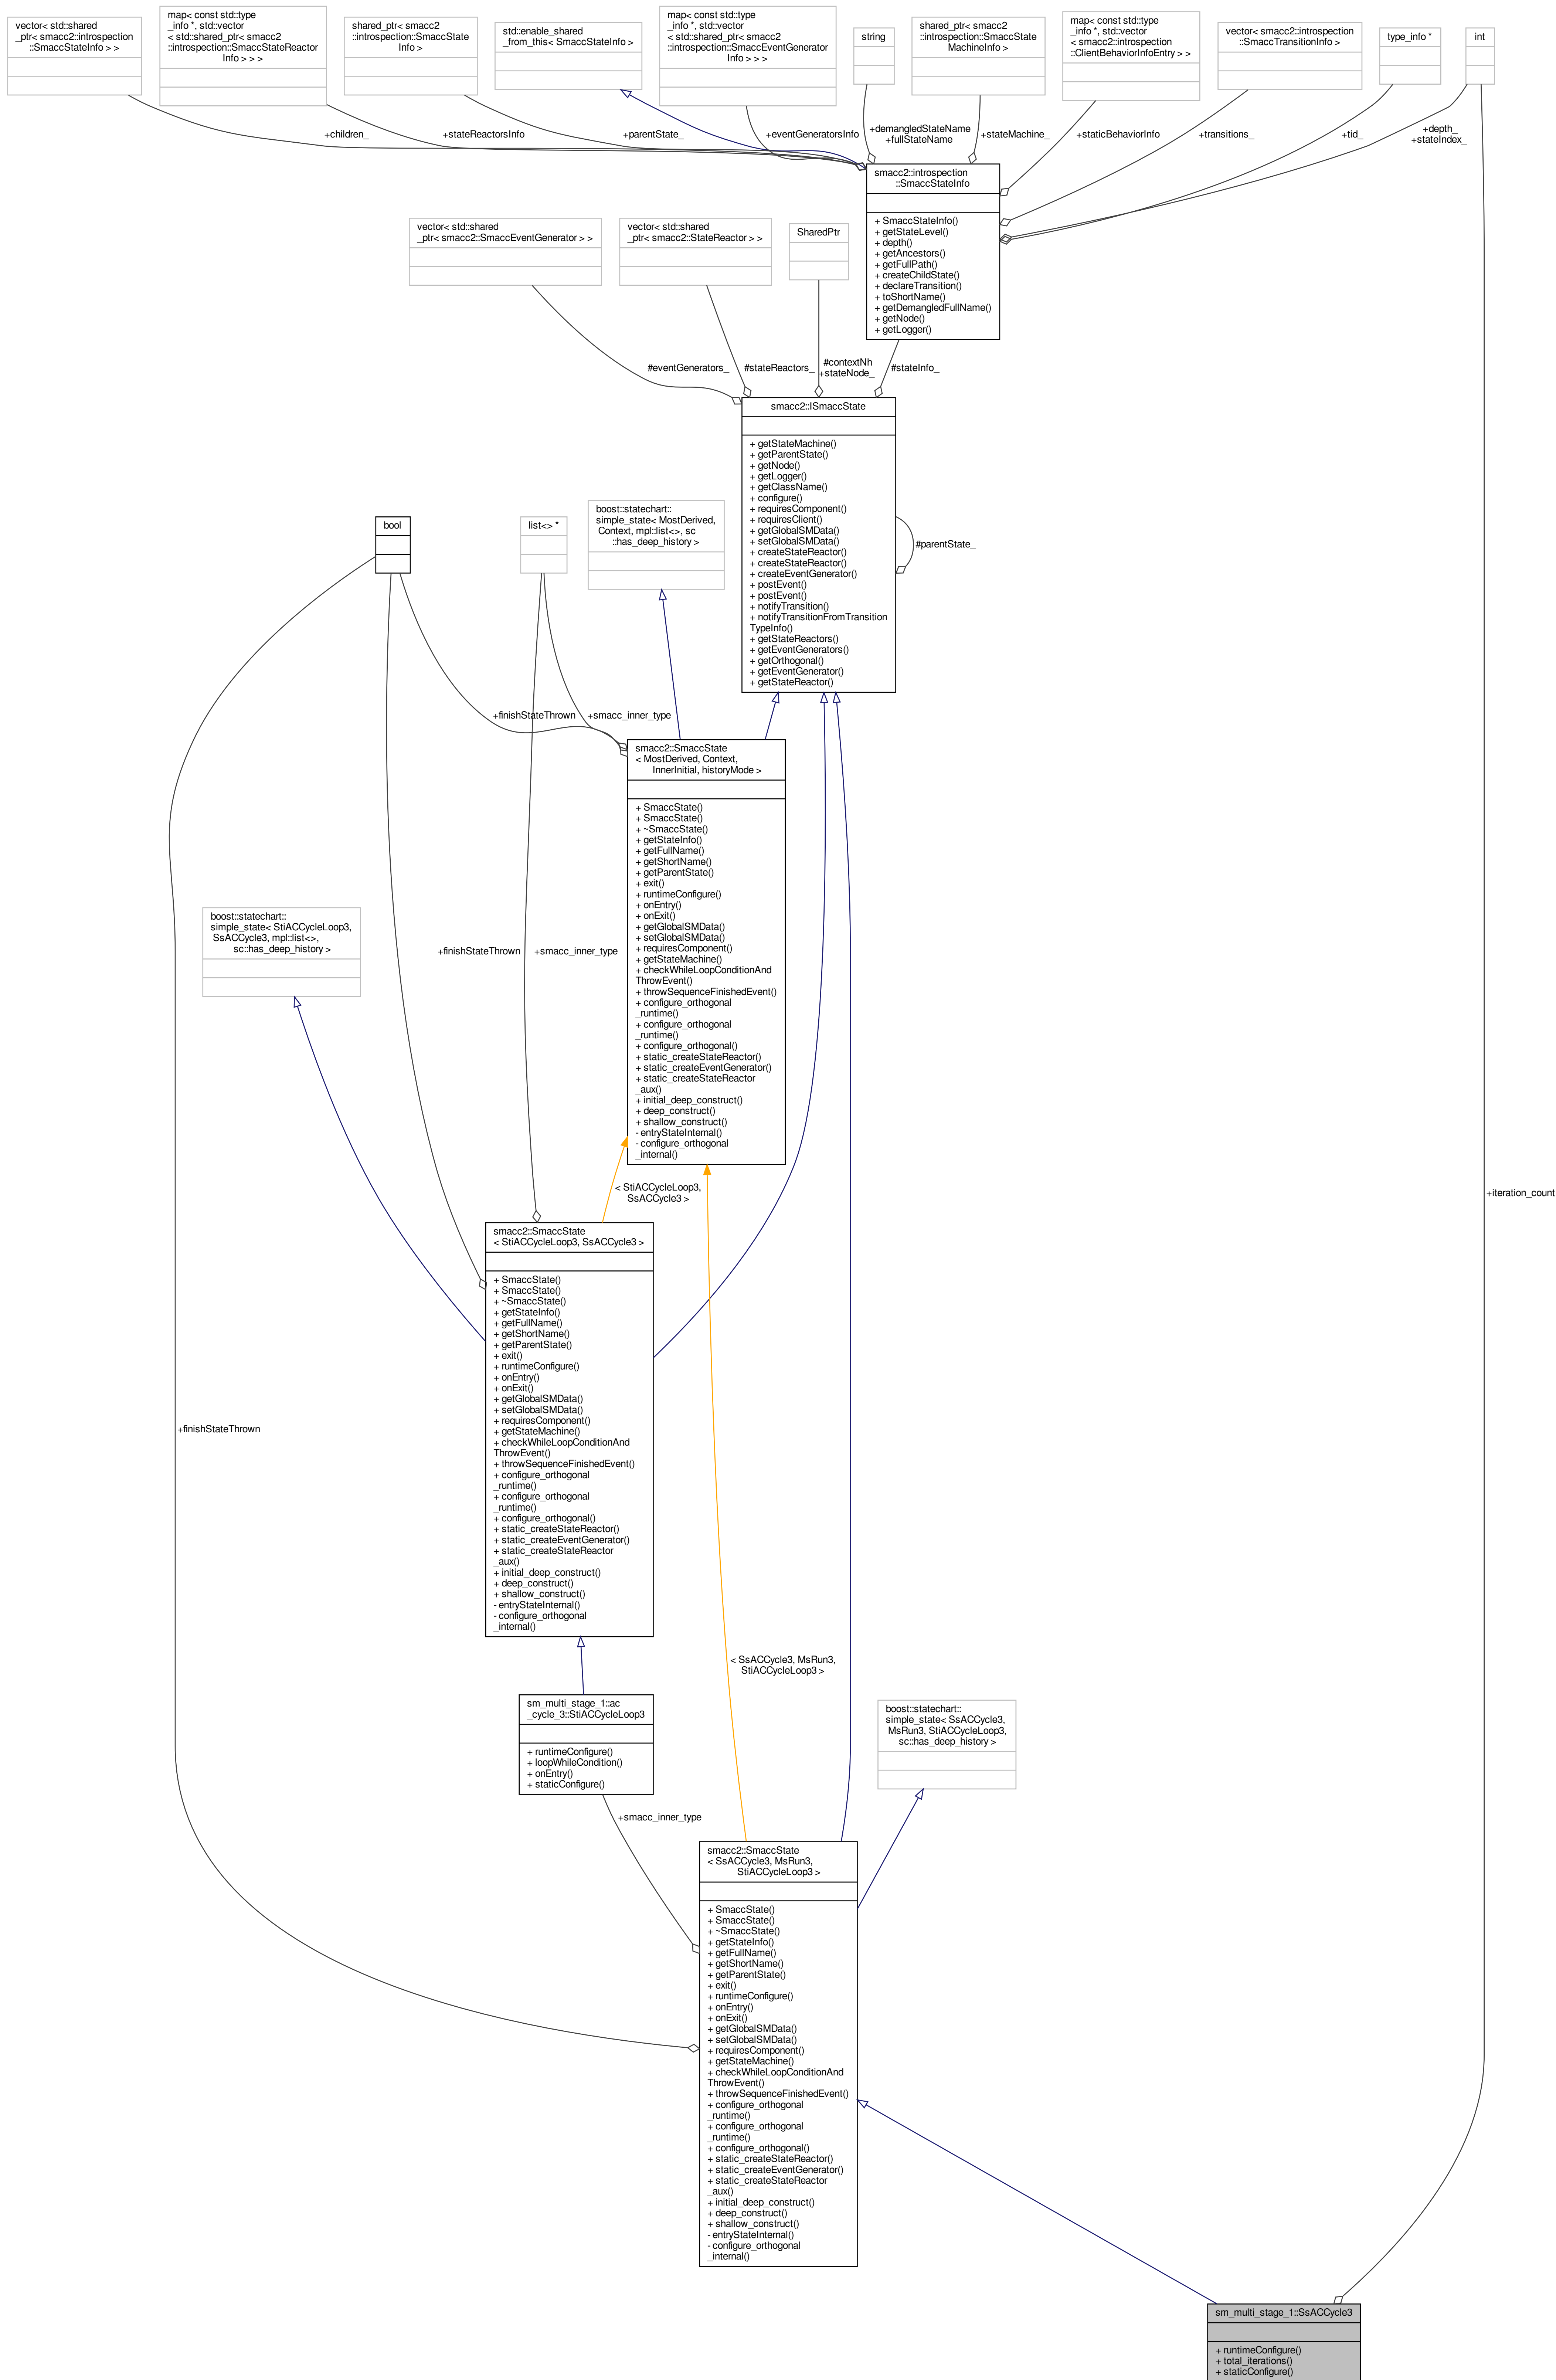 vector< std::shared
_ptr< smacc2::introspection
::SmaccStateInfo > >
map< const std::type
_info *, std::vector
< std::shared_ptr< smacc2
::introspection::SmaccStateReactor
Info > > >
shared_ptr< smacc2
::introspection::SmaccState
Info >
std::enable_shared
_from_this< SmaccStateInfo >
map< const std::type
_info *, std::vector
< std::shared_ptr< smacc2
::introspection::SmaccEventGenerator
Info > > >
string
shared_ptr< smacc2
::introspection::SmaccState
MachineInfo >
map< const std::type
_info *, std::vector
< smacc2::introspection
::ClientBehaviorInfoEntry > >
vector< smacc2::introspection
::SmaccTransitionInfo >
type_info *
int
+children_
+stateReactorsInfo
+parentState_
+eventGeneratorsInfo
+demangledStateName
+fullStateName
+stateMachine_
+staticBehaviorInfo
+transitions_
+tid_
+depth_
+stateIndex_
smacc2::introspection
::SmaccStateInfo
+ SmaccStateInfo()
+ getStateLevel()
+ depth()
+ getAncestors()
+ getFullPath()
+ createChildState()
+ declareTransition()
+ toShortName()
+ getDemangledFullName()
+ getNode()
+ getLogger()
vector< std::shared
_ptr< smacc2::SmaccEventGenerator > >
vector< std::shared
_ptr< smacc2::StateReactor > >
SharedPtr
#eventGenerators_
#stateReactors_
#contextNh
+stateNode_
#stateInfo_
smacc2::ISmaccState
+ getStateMachine()
+ getParentState()
+ getNode()
+ getLogger()
+ getClassName()
+ configure()
+ requiresComponent()
+ requiresClient()
+ getGlobalSMData()
+ setGlobalSMData()
+ createStateReactor()
+ createStateReactor()
+ createEventGenerator()
+ postEvent()
+ postEvent()
+ notifyTransition()
+ notifyTransitionFromTransition
TypeInfo()
+ getStateReactors()
+ getEventGenerators()
+ getOrthogonal()
+ getEventGenerator()
+ getStateReactor()
#parentState_
bool
list<> *
boost::statechart::
simple_state< MostDerived,
Context, mpl::list<>, sc
::has_deep_history >
+finishStateThrown
+smacc_inner_type
smacc2::SmaccState
< MostDerived, Context,
InnerInitial, historyMode >
+ SmaccState()
+ SmaccState()
+ ~SmaccState()
+ getStateInfo()
+ getFullName()
+ getShortName()
+ getParentState()
+ exit()
+ runtimeConfigure()
+ onEntry()
+ onExit()
+ getGlobalSMData()
+ setGlobalSMData()
+ requiresComponent()
+ getStateMachine()
+ checkWhileLoopConditionAnd
ThrowEvent()
+ throwSequenceFinishedEvent()
+ configure_orthogonal
_runtime()
+ configure_orthogonal
_runtime()
+ configure_orthogonal()
+ static_createStateReactor()
+ static_createEventGenerator()
+ static_createStateReactor
_aux()
+ initial_deep_construct()
+ deep_construct()
+ shallow_construct()
- entryStateInternal()
- configure_orthogonal
_internal()
boost::statechart::
simple_state< StiACCycleLoop3,
SsACCycle3, mpl::list<>,
sc::has_deep_history >
+finishStateThrown
+smacc_inner_type
< StiACCycleLoop3,
SsACCycle3 >
+iteration_count
smacc2::SmaccState
< StiACCycleLoop3, SsACCycle3 >
+ SmaccState()
+ SmaccState()
+ ~SmaccState()
+ getStateInfo()
+ getFullName()
+ getShortName()
+ getParentState()
+ exit()
+ runtimeConfigure()
+ onEntry()
+ onExit()
+ getGlobalSMData()
+ setGlobalSMData()
+ requiresComponent()
+ getStateMachine()
+ checkWhileLoopConditionAnd
ThrowEvent()
+ throwSequenceFinishedEvent()
+ configure_orthogonal
_runtime()
+ configure_orthogonal
_runtime()
+ configure_orthogonal()
+ static_createStateReactor()
+ static_createEventGenerator()
+ static_createStateReactor
_aux()
+ initial_deep_construct()
+ deep_construct()
+ shallow_construct()
- entryStateInternal()
- configure_orthogonal
_internal()
+finishStateThrown
< SsACCycle3, MsRun3,
StiACCycleLoop3 >
sm_multi_stage_1::ac
_cycle_3::StiACCycleLoop3
+ runtimeConfigure()
+ loopWhileCondition()
+ onEntry()
+ staticConfigure()
boost::statechart::
simple_state< SsACCycle3,
MsRun3, StiACCycleLoop3,
sc::has_deep_history >
+smacc_inner_type
smacc2::SmaccState
< SsACCycle3, MsRun3,
StiACCycleLoop3 >
+ SmaccState()
+ SmaccState()
+ ~SmaccState()
+ getStateInfo()
+ getFullName()
+ getShortName()
+ getParentState()
+ exit()
+ runtimeConfigure()
+ onEntry()
+ onExit()
+ getGlobalSMData()
+ setGlobalSMData()
+ requiresComponent()
+ getStateMachine()
+ checkWhileLoopConditionAnd
ThrowEvent()
+ throwSequenceFinishedEvent()
+ configure_orthogonal
_runtime()
+ configure_orthogonal
_runtime()
+ configure_orthogonal()
+ static_createStateReactor()
+ static_createEventGenerator()
+ static_createStateReactor
_aux()
+ initial_deep_construct()
+ deep_construct()
+ shallow_construct()
- entryStateInternal()
- configure_orthogonal
_internal()
sm_multi_stage_1::SsACCycle3
+ runtimeConfigure()
+ total_iterations()
+ staticConfigure()